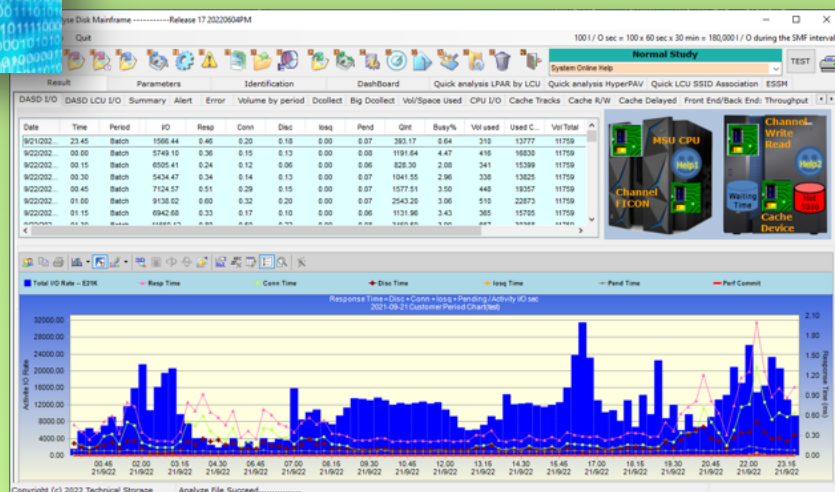 yse Disk Mainframe -----------Release 17 20220604PM
Quit
100 I / O sec = 100 x 60 sec x 30 min = 180,000 I / O during the SMF interval
Normal Study
System Online Help
TEST
Result Parameters Identification DashBoard Quick analysis LPAR by LCU Quick analysis HyperPAV Quick LCU SSID Association ESSM
DASD I/O DASD LCU I/O Summary Alert Error Volume by period Dcollect Big Dcollect Vol/Space Used CPU I/O Cache Tracks Cache R/W Cache Delayed Front End/Back End: Throughput
Date Time Period I/O Resp Conn Disc Iosq Pend QInt Busy% Vol used Used C... Vol Total
9/21/202... 23.45 Batch 1566.44 0.46 0.20 0.18 0.00 0.07 393.17 0.64 310 13777 11759
9/22/202... 00.00 Batch 5749.10 0.36 0.15 0.13 0.00 0.08 1191.64 4.47 416 16830 11759
9/22/202... 00.15 Batch 6505.41 0.24 0.12 0.06 0.00 0.06 828.30 2.08 341 15399 11759
9/22/202... 00.30 Batch 5434.47 0.34 0.14 0.13 0.00 0.07 1041.55 2.96 338 13825 11759
9/22/202... 00.45 Batch 7124.57 0.51 0.29 0.15 0.00 0.07 1577.51 3.50 448 19357 11759
9/22/202... 01.00 Batch 9138.02 0.60 0.32 0.20 0.00 0.07 2543.28 3.06 510 22873 11759
9/22/202... 01.15 Batch 6942.68 0.33 0.17 0.10 0.00 0.06 1131.96 3.43 365 15705 11759
MSU CPU
Channel FICON
Channel Write Read
Help1
Help2
Waiting Time
Cache Device
Total I/O Rate -- E21K Resp Time Conn Time Disc Time Iosq Time Pend Time Perf Commit
Response Time = Disc + Conn + Iosq + Pending / Activity I/O sec
2021-09-21 Customer Period Chart(test)
Activite IO Rate
32000.00
28000.00
24000.00
20000.00
16000.00
12000.00
8000.00
4000.00
0.00
2.10
1.80
1.50
1.20
0.90
0.60
0.30
0.00
Response Time (ms)
00.45 02.00 03.15 04.30 05.45 07.00 08.15 09.30 10.45 12.00 13.15 14.30 15.45 17.00 18.15 19.30 20.45 22.00 23.15
21/9/22 21/9/22 21/9/22 21/9/22 21/9/22 21/9/22 21/9/22 21/9/22 21/9/22 21/9/22 21/9/22 21/9/22 21/9/22 21/9/22 21/9/22 21/9/22 21/9/22 21/9/22 21/9/22
Copyright (c) 2022 Technical Storage Analyze File Succeed